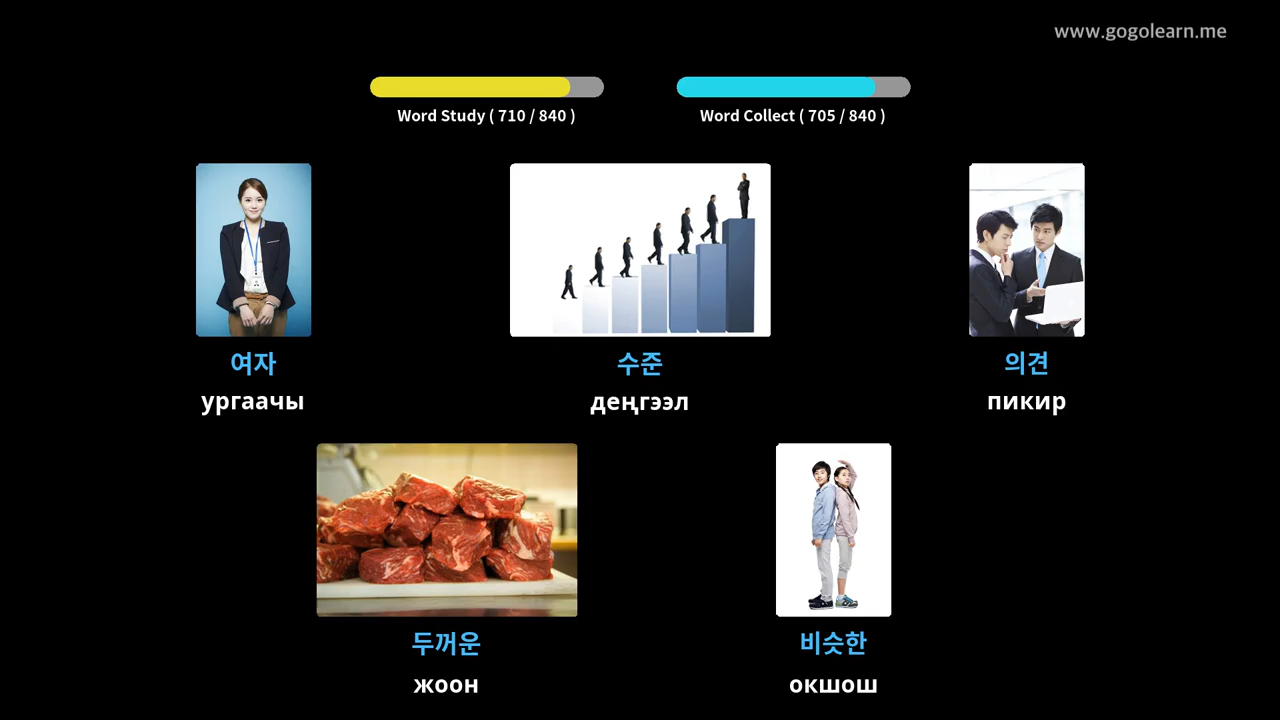 www.gogolearn.me
Word Study ( 710 / 840 )
Word Collect ( 705 / 840 )
여자
수준
의견
ургаачы
деңгээл
пикир
두꺼운
비슷한
жоон
окшош